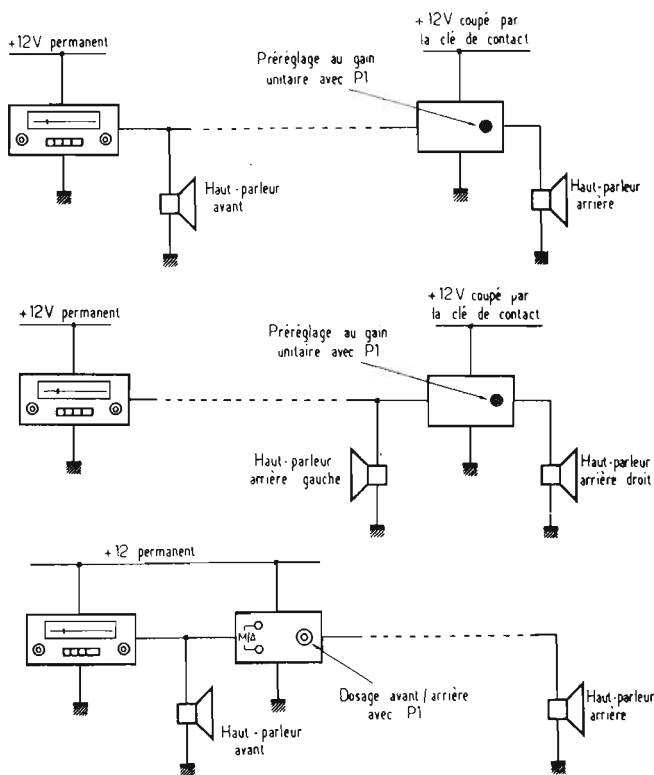 +12V permanent
+12V coupé par
la clé de contact
Préréglage au gain
unitaire avec P1
Haut-parleur
avant
Haut-parleur
arrière
+12V permanent
+12V coupé par
la clé de contact
Préréglage au gain
unitaire avec P1
Haut-parleur
arrière gauche
Haut-parleur
arrière droit
+12 permanent
M/A
Dosage avant/arrière
avec P1
Haut-parleur
avant
Haut-parleur
arrière